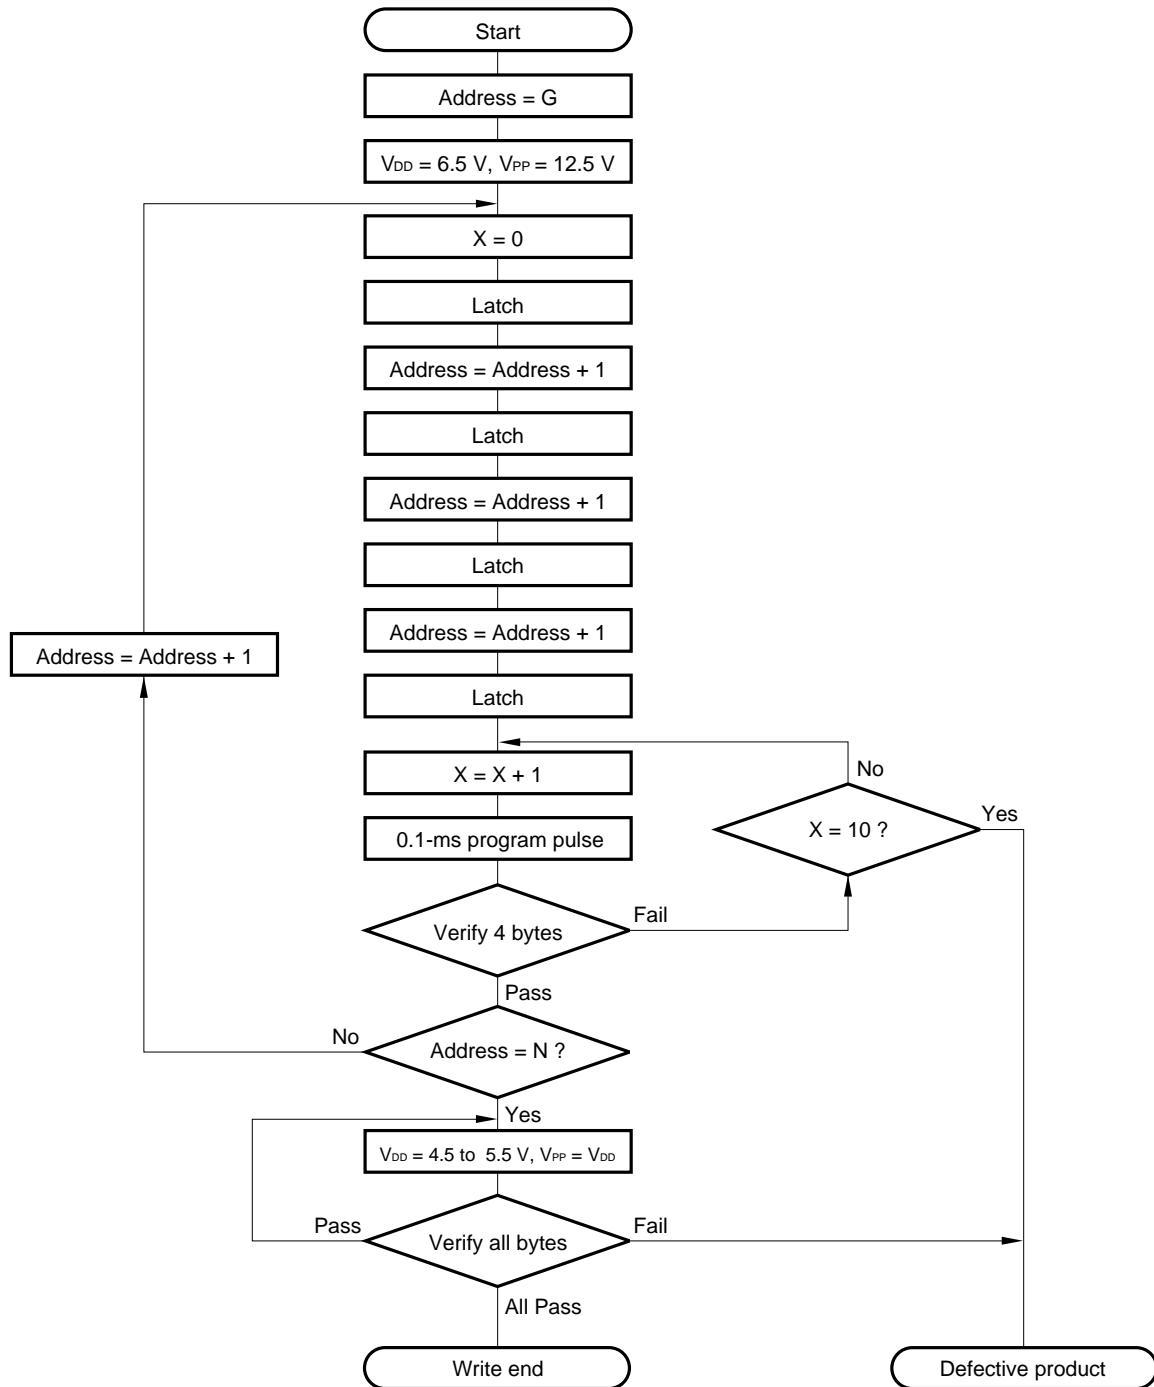 Start
Address = G
VDD = 6.5 V, VPP = 12.5 V
X = 0
Latch
Address = Address + 1
Latch
Address = Address + 1
Latch
Address = Address + 1
Address = Address + 1
Latch
X = X + 1
No
X = 10 ?
Yes
0.1-ms program pulse
Verify 4 bytes
Fail
Pass
No
Address = N ?
Yes
VDD = 4.5 to 5.5 V, VPP = VDD
Pass
Verify all bytes
Fail
All Pass
Write end
Defective product